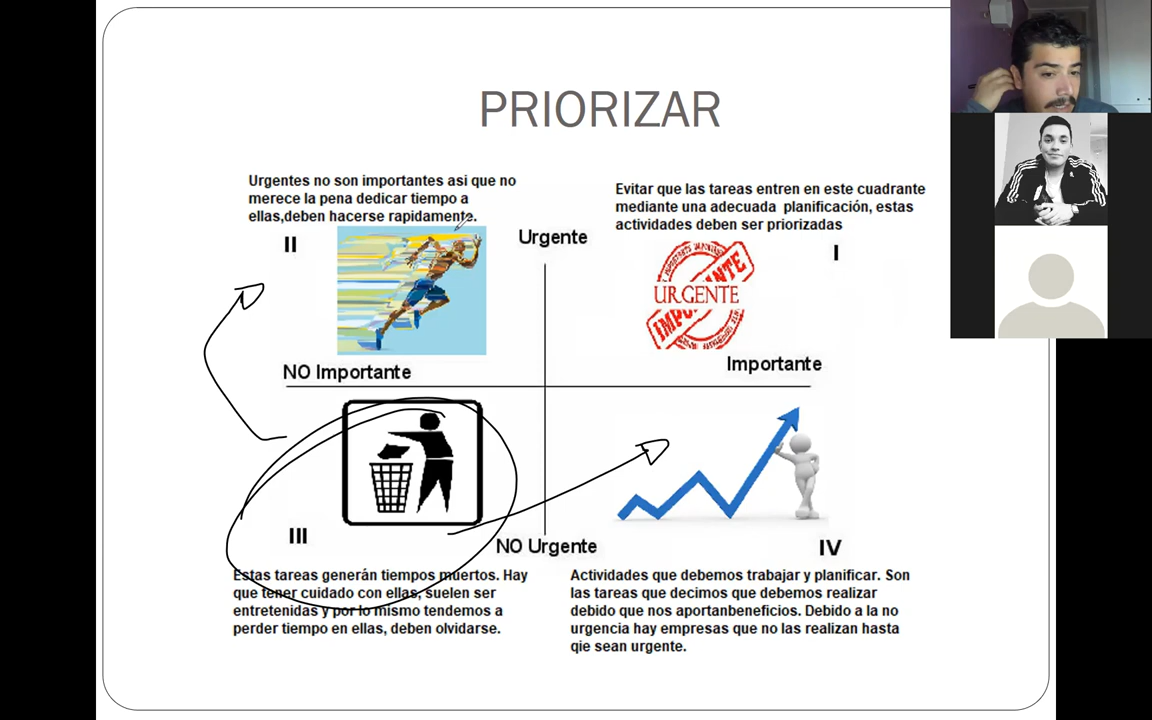 PRIORIZAR
Urgentes no son importantes asi que no
merece la pena dedicar tiempo a
ellas,deben hacerse rapidamente.
Evitar que las tareas entren en este cuadrante
mediante una adecuada planificación, estas
actividades deben ser priorizadas
II
Urgente
I
URGENTE
NO Importante
Importante
III
NO Urgente
IV
Estas tareas generán tiempos muertos. Hay
que tener cuidado con ellas, suelen ser
entretenidas y por lo mismo tendemos a
perder tiempo en ellas, deben olvidarse.
Actividades que debemos trabajar y planificar. Son
las tareas que decimos que debemos realizar
debido que nos aportanbeneficios. Debido a la no
urgencia hay empresas que no las realizan hasta
qie sean urgente.